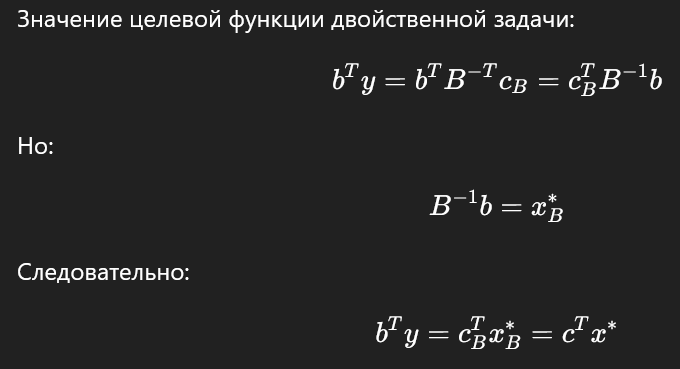 Значение целевой функции двойственной задачи:
b^T y = b^T B^{-T} c_B = c_B^T B^{-1} b
Но:
B^{-1} b = x_B^*
Следовательно:
b^T y = c_B^T x_B^* = c^T x^*